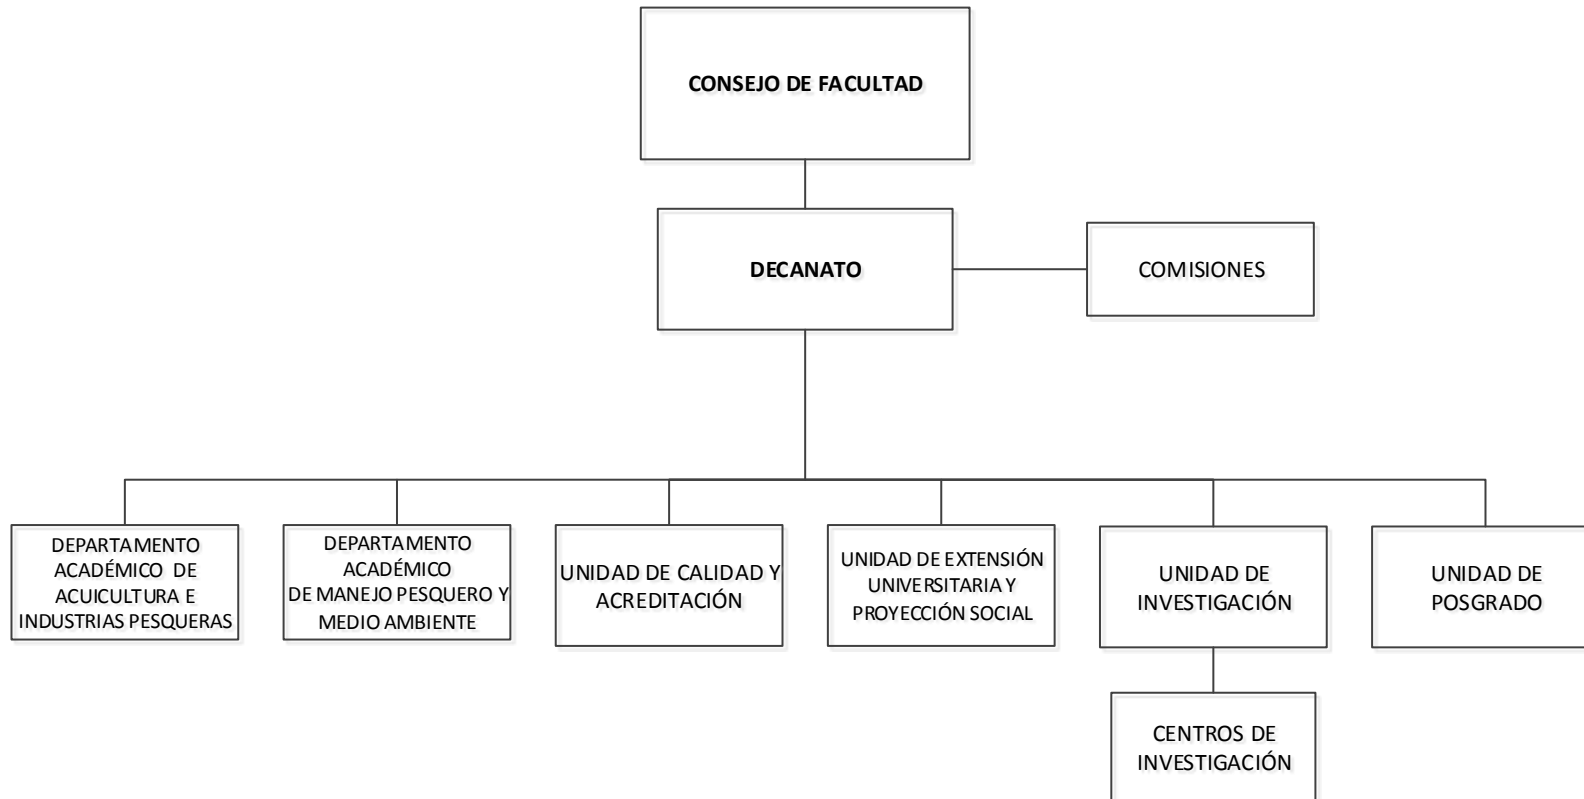 CONSEJO DE FACULTAD
DECANATO
COMISIONES
DEPARTAMENTO
ACADÉMICO DE
ACUICULTURA E
INDUSTRIAS PESQUERAS
DEPARTAMENTO
ACADÉMICO
DE MANEJO PESQUERO Y
MEDIO AMBIENTE
UNIDAD DE CALIDAD Y
ACREDITACIÓN
UNIDAD DE EXTENSIÓN
UNIVERSITARIA Y
PROYECCIÓN SOCIAL
UNIDAD DE
INVESTIGACIÓN
UNIDAD DE
POSGRADO
CENTROS DE
INVESTIGACIÓN